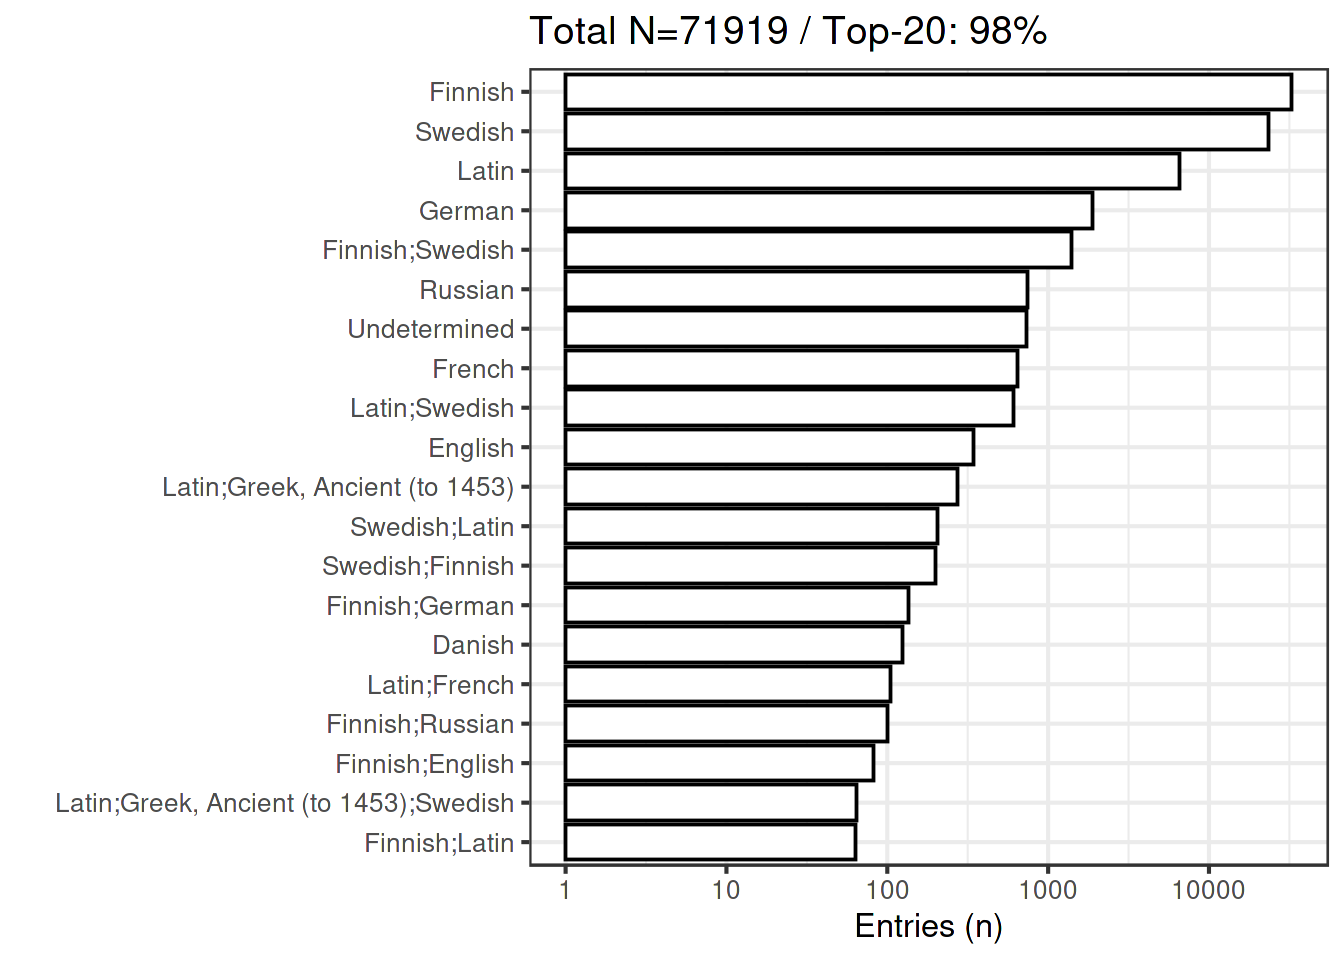 Total N=71919 / Top-20: 98%
Finnish
Swedish
Latin
German
Finnish;Swedish
Russian
Undetermined
French
Latin;Swedish
English
Latin;Greek, Ancient (to 1453)
Swedish;Latin
Swedish;Finnish
Finnish;German
Danish
Latin;French
Finnish;Russian
Finnish;English
Latin;Greek, Ancient (to 1453);Swedish
Finnish;Latin
1 10 100 1000 10000
Entries (n)